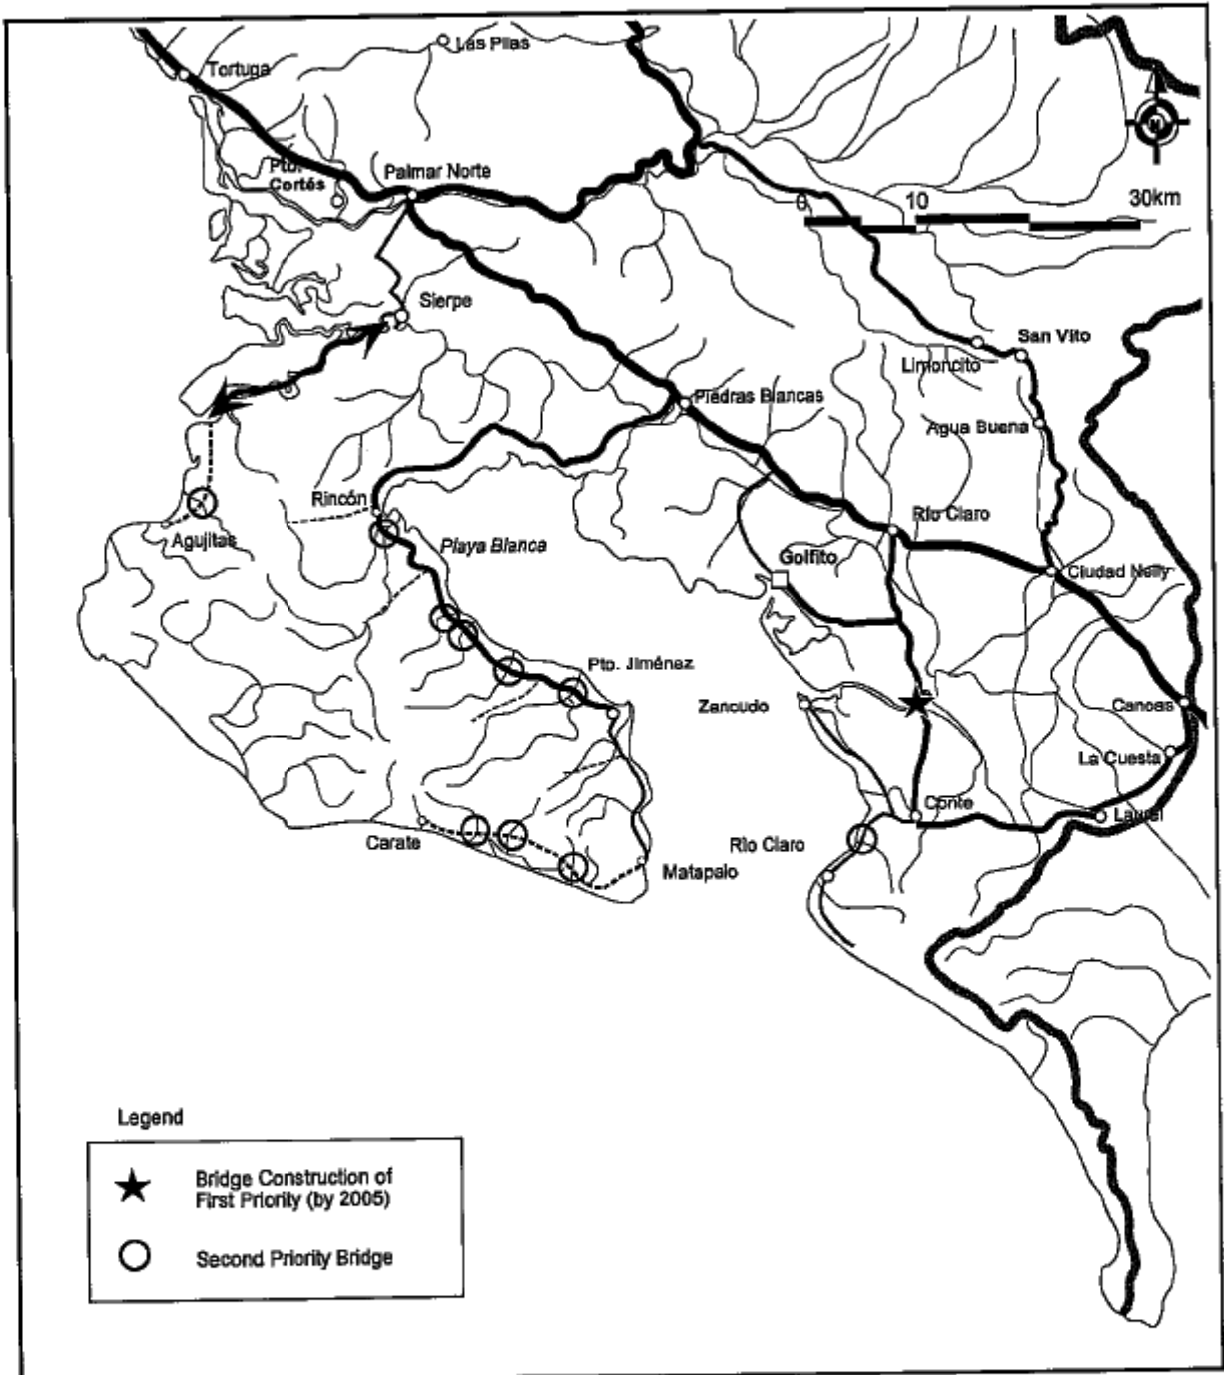 Las Pilas
Tortuga
N
Pto.
Cortés
Palmar Norte
0 10 30km
Sierpe
San Vito
Limoncito
Piedras Blancas
Agua Buena
Rincón
Río Claro
Agujitas
Playa Blanca
Golfito
Ciudad Nelly
Pto. Jiménez
Zancudo
Canoas
La Cuesta
Conte
Laurel
Carate
Río Claro
Matapalo
Legend
Bridge Construction of
First Priority (by 2005)
Second Priority Bridge